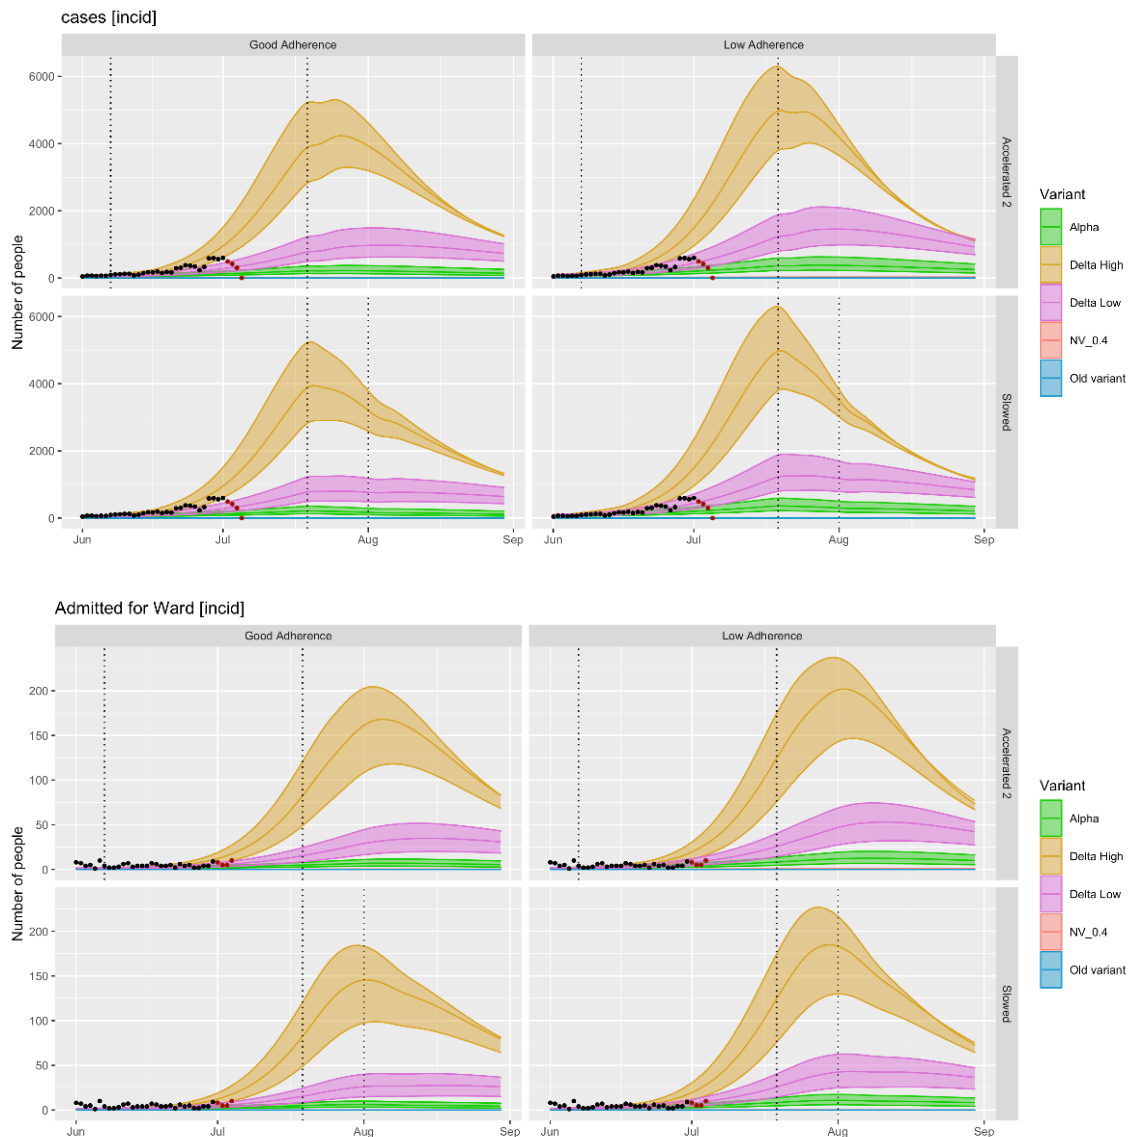 cases [incid]
Good Adherence
Low Adherence
Number of people
6000
4000
2000
0
Accelerated 2
6000
4000
2000
0
Slowed
Jun
Jul
Aug
Sep
Jun
Jul
Aug
Sep
Variant
Alpha
Delta High
Delta Low
NV_0.4
Old variant
Admitted for Ward [incid]
Good Adherence
Low Adherence
Number of people
200
150
100
50
0
Accelerated 2
200
150
100
50
0
Slowed
Jun
Jul
Aug
Sep
Jun
Jul
Aug
Sep
Variant
Alpha
Delta High
Delta Low
NV_0.4
Old variant